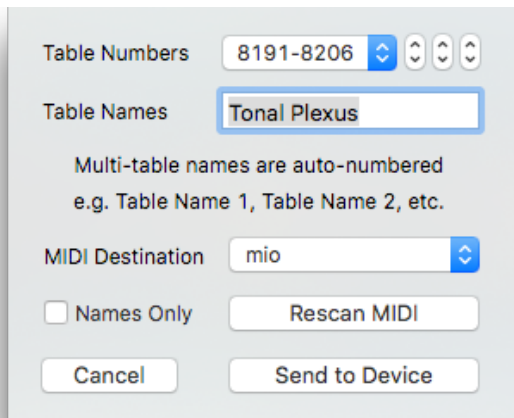 Table Numbers 8191-8206
Table Names Tonal Plexus
Multi-table names are auto-numbered
e.g. Table Name 1, Table Name 2, etc.
MIDI Destination mio
Names Only Rescan MIDI
Cancel Send to Device